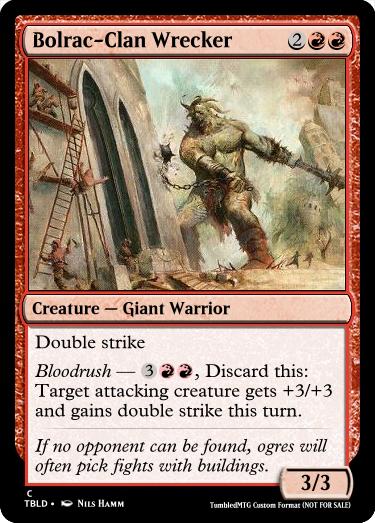 Bolrac-Clan Wrecker 2
Creature — Giant Warrior
Double strike
Bloodrush — 3, Discard this:
Target attacking creature gets +3/+3
and gains double strike this turn.
If no opponent can be found, ogres will
often pick fights with buildings.
3/3
C
TBLD • Nils Hamm
TumbledMTG Custom Format (NOT FOR SALE)